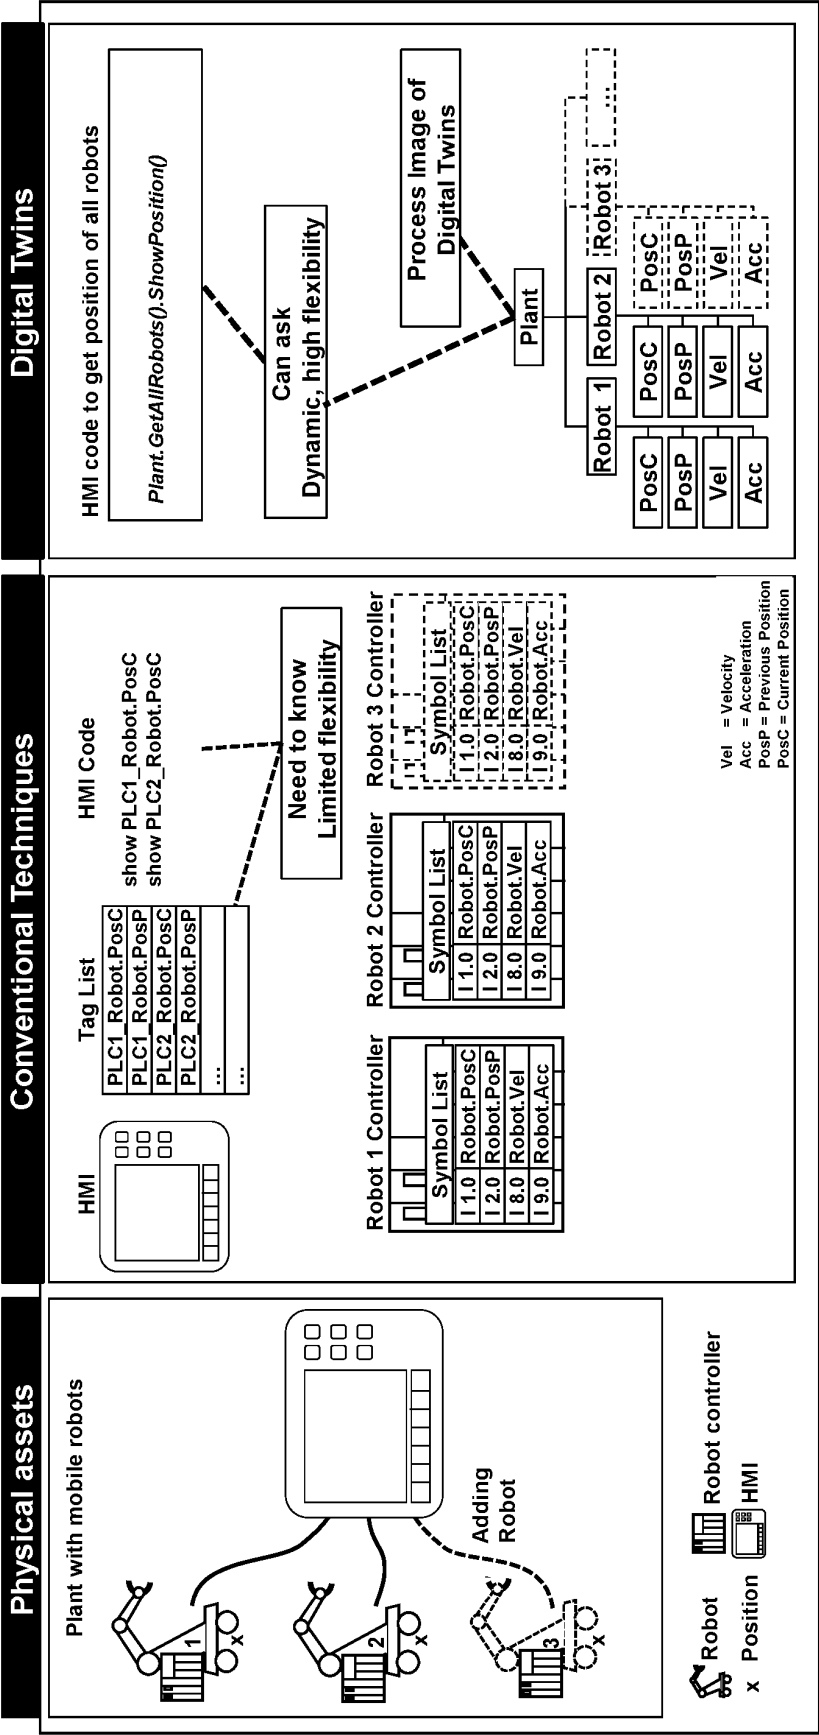 Physical assets
Plant with mobile robots
1
x
2
x
3
x
Adding
Robot
Robot
Robot controller
x Position
HMI
Conventional Techniques
HMI
Tag List
PLC1_Robot.PosC
PLC1_Robot.PosP
PLC2_Robot.PosC
PLC2_Robot.PosP
...
...
HMI Code
show PLC1_Robot.PosC
show PLC2_Robot.PosC
Need to know
Limited flexibility
Robot 1 Controller
Symbol List
I 1.0 Robot.PosC
I 2.0 Robot.PosP
I 8.0 Robot.Vel
I 9.0 Robot.Acc
Robot 2 Controller
Symbol List
I 1.0 Robot.PosC
I 2.0 Robot.PosP
I 8.0 Robot.Vel
I 9.0 Robot.Acc
Robot 3 Controller
Symbol List
I 1.0 Robot.PosC
I 2.0 Robot.PosP
I 8.0 Robot.Vel
I 9.0 Robot.Acc
Vel = Velocity
Acc = Acceleration
PosP = Previous Position
PosC = Current Position
Digital Twins
HMI code to get position of all robots
Plant.GetAllRobots().ShowPosition()
Can ask
Dynamic, high flexibility
Process Image of
Digital Twins
Plant
Robot 1
PosC
PosP
Vel
Acc
Robot 2
PosC
PosP
Vel
Acc
Robot 3
PosC
PosP
Vel
Acc
...